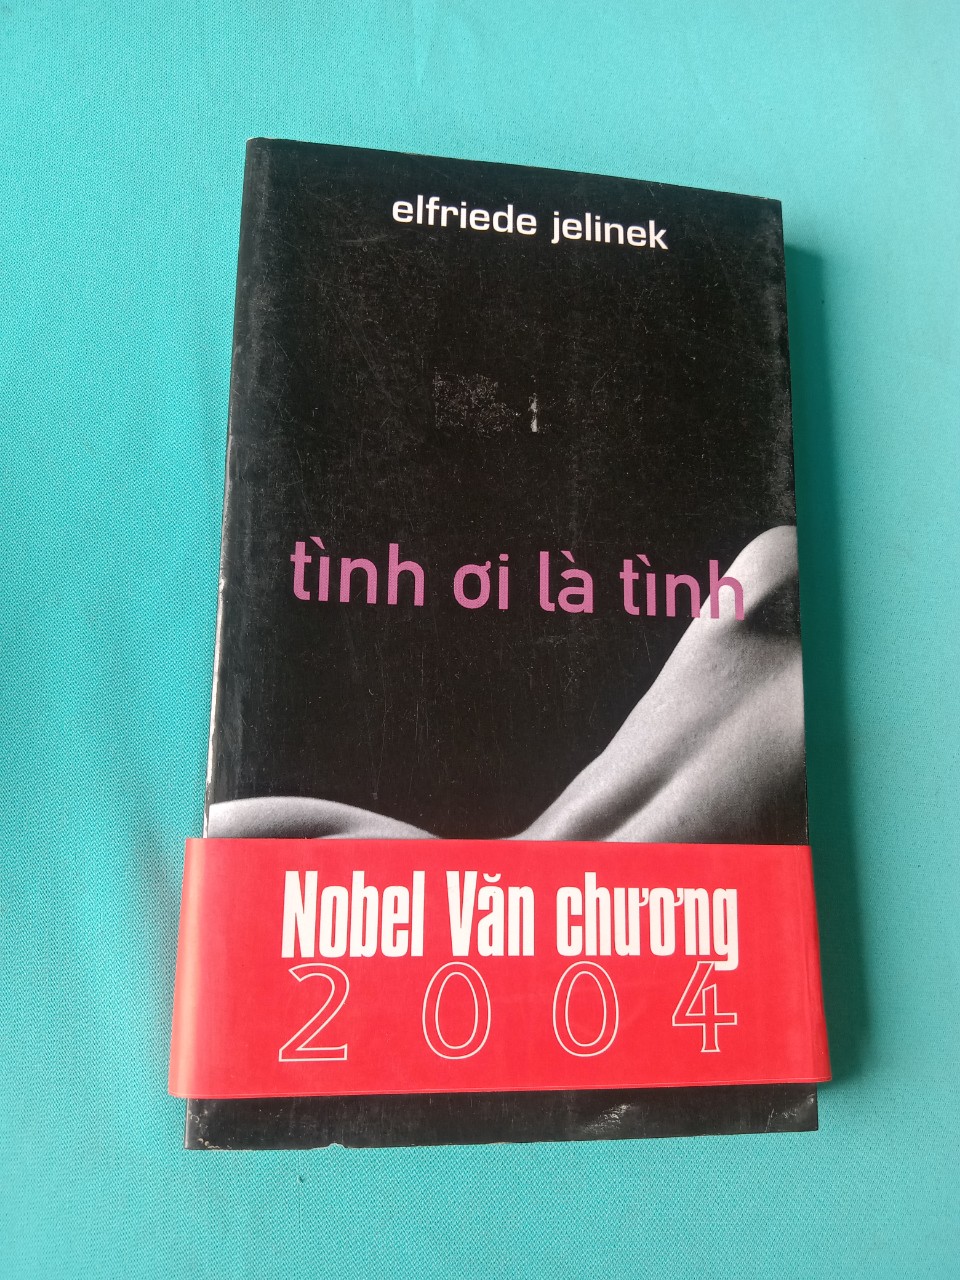 elfriede jelinek
tình ơi là tình
Nobel Văn chương
2004